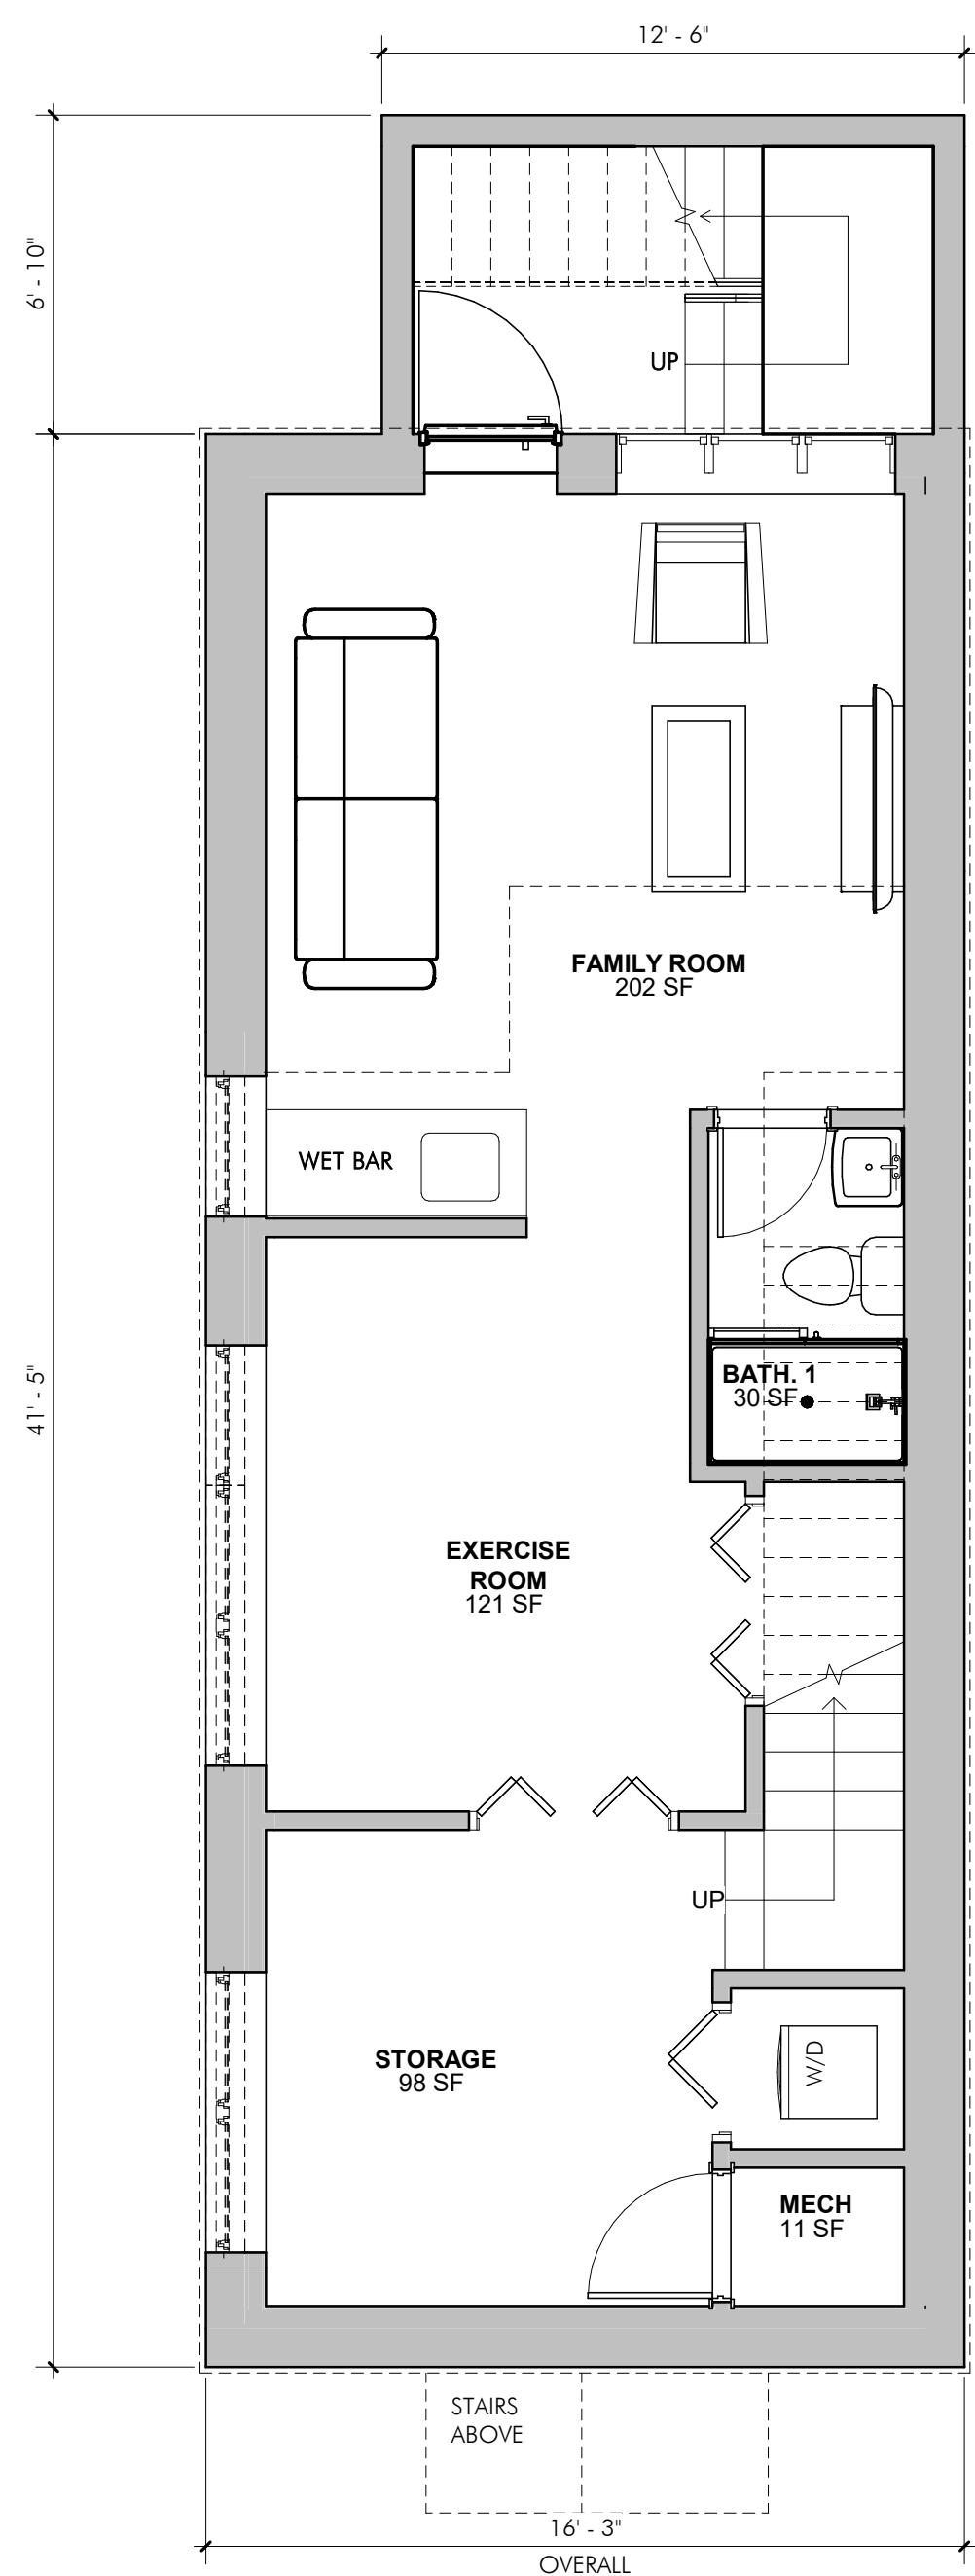 12' - 6"
6' - 10"
UP
FAMILY ROOM
202 SF
WET BAR
41' - 5"
BATH. 1
30 SF
EXERCISE
ROOM
121 SF
UP
STORAGE
98 SF
W/D
MECH
11 SF
STAIRS
ABOVE
16' - 3"
OVERALL